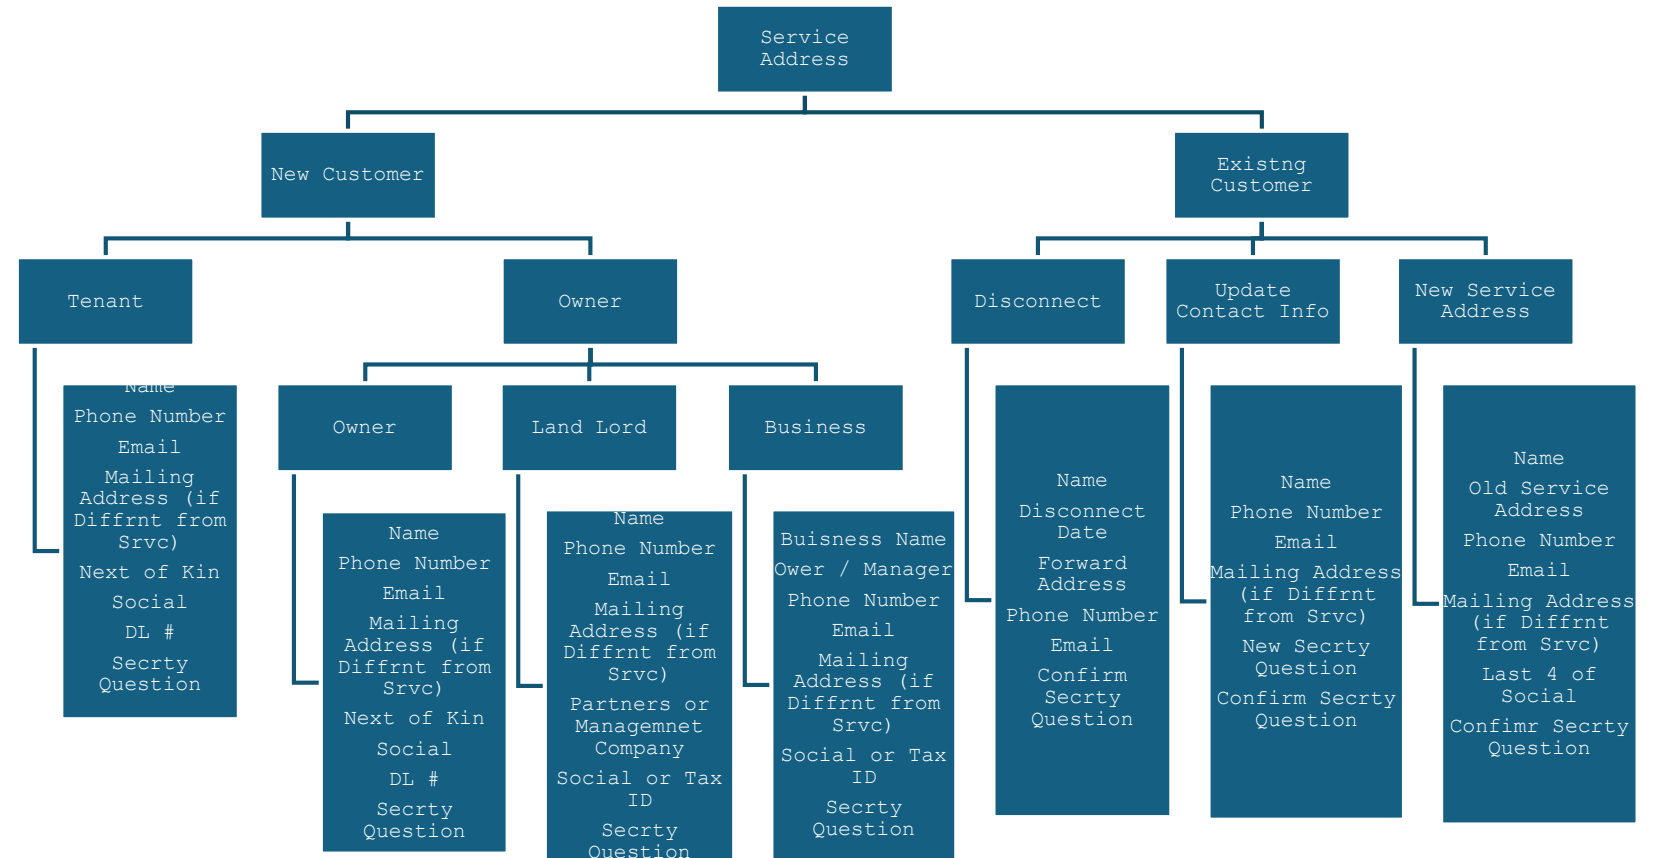 Service
Address
New Customer
Existng
Customer
Tenant
Owner
Disconnect
Update
Contact Info
New Service
Address
Name
Phone Number
Email
Mailing
Address (if
Diffrnt from
Srvc)
Next of Kin
Social
DL #
Secrty
Question
Owner
Land Lord
Business
Name
Phone Number
Email
Mailing
Address (if
Diffrnt from
Srvc)
Next of Kin
Social
DL #
Secrty
Question
Name
Phone Number
Email
Mailing
Address (if
Diffrnt from
Srvc)
Partners or
Managemnet
Company
Social or Tax
ID
Secrty
Question
Buisness Name
Ower / Manager
Phone Number
Email
Mailing
Address (if
Diffrnt from
Srvc)
Social or Tax
ID
Secrty
Question
Name
Disconnect
Date
Forward
Address
Phone Number
Email
Confirm
Secrty
Question
Name
Phone Number
Email
Mailing Address
(if Diffrnt
from Srvc)
New Secrty
Question
Confirm Secrty
Question
Name
Old Service
Address
Phone Number
Email
Mailing Address
(if Diffrnt
from Srvc)
Last 4 of
Social
Confimr Secrty
Question